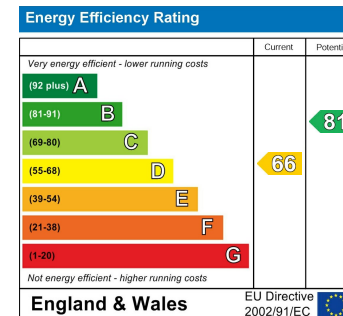 Energy Efficiency Rating
Current
Very energy efficient - lower running costs
(92 plus) A
(81-91) B
(69-80) C
(55-68) D
(39-54) E
(21-38) F
(1-20) G
66
81
Not energy efficient - higher running costs
England & Wales
EU Directive
2002/91/EC